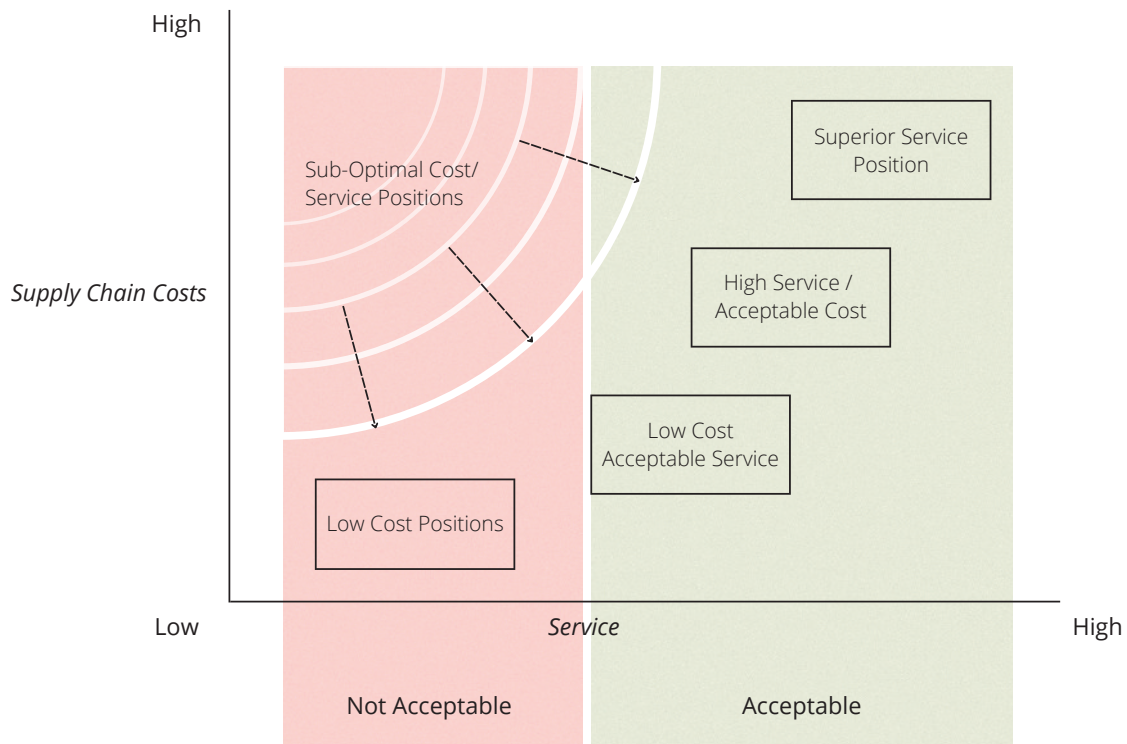 High
Superior Service
Position
Sub-Optimal Cost/
Service Positions
High Service /
Acceptable Cost
Supply Chain Costs
Low Cost
Acceptable Service
Low Cost Positions
Low
Service
High
Not Acceptable
Acceptable